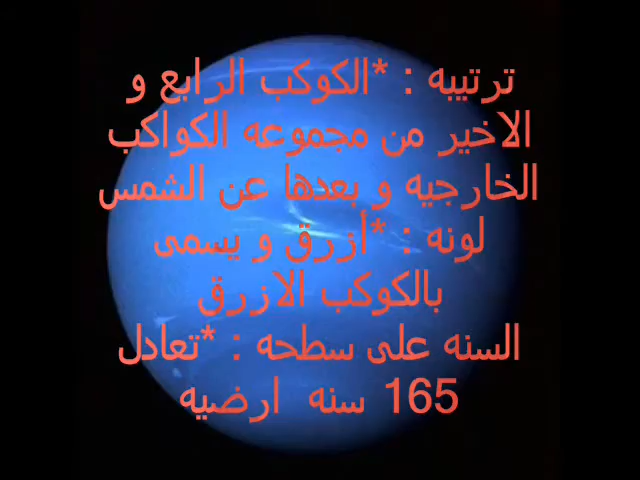 ترتيبه : *الكوكب الرابع و
الاخير من مجموعه الكواكب
الخارجيه و بعدها عن الشمس
لونه : *أزرق و يسمى
بالكوكب الازرق
السنه على سطحه : *تعادل
165 سنه ارضيه